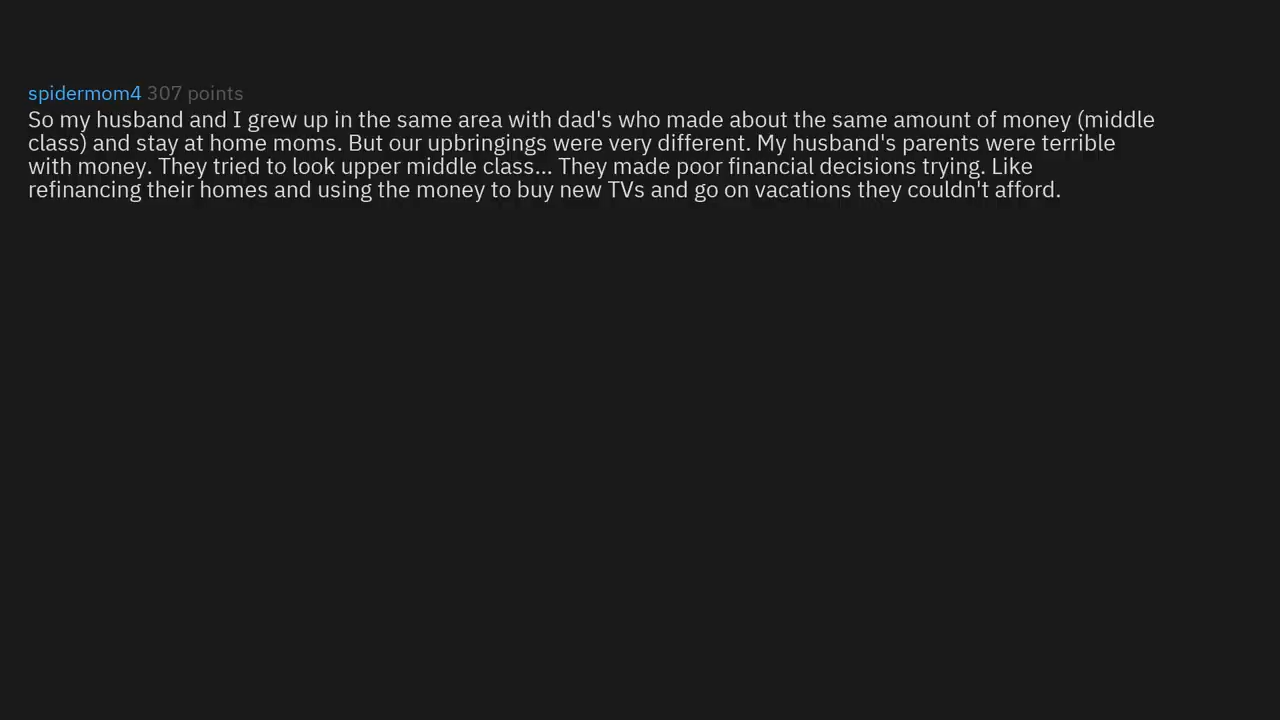 spidermom4 307 points
So my husband and I grew up in the same area with dad's who made about the same amount of money (middle
class) and stay at home moms. But our upbringings were very different. My husband's parents were terrible
with money. They tried to look upper middle class... They made poor financial decisions trying. Like
refinancing their homes and using the money to buy new TVs and go on vacations they couldn't afford.